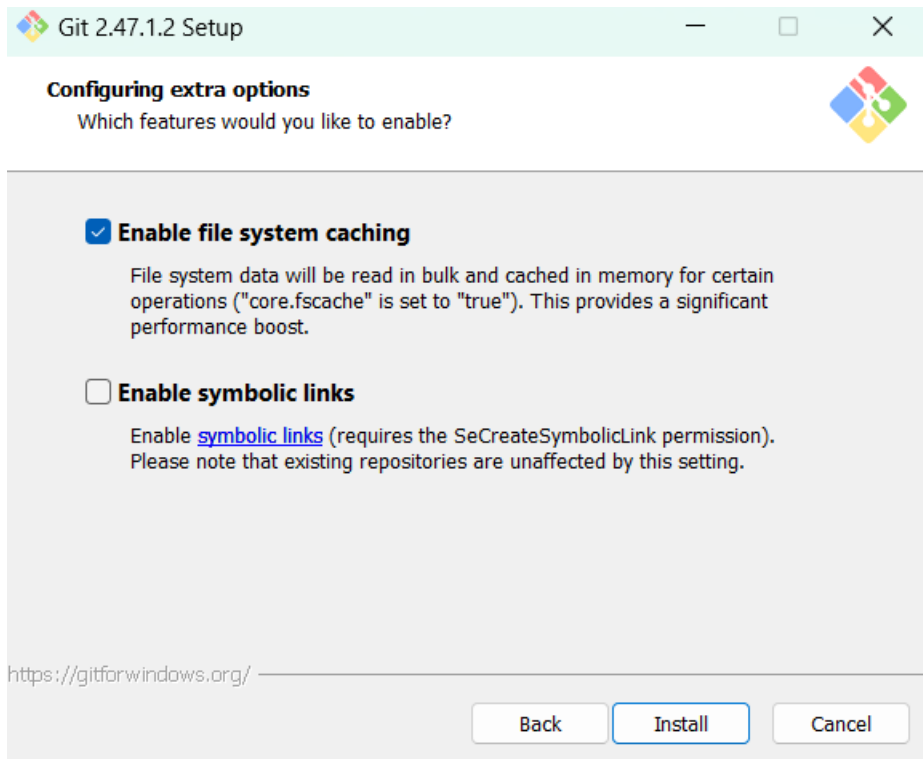 Git 2.47.1.2 Setup
Configuring extra options
Which features would you like to enable?
Enable file system caching
File system data will be read in bulk and cached in memory for certain
operations ("core.fscache" is set to "true"). This provides a significant
performance boost.
Enable symbolic links
Enable symbolic links (requires the SeCreateSymbolicLink permission).
Please note that existing repositories are unaffected by this setting.
https://gitforwindows.org/
Back Install Cancel